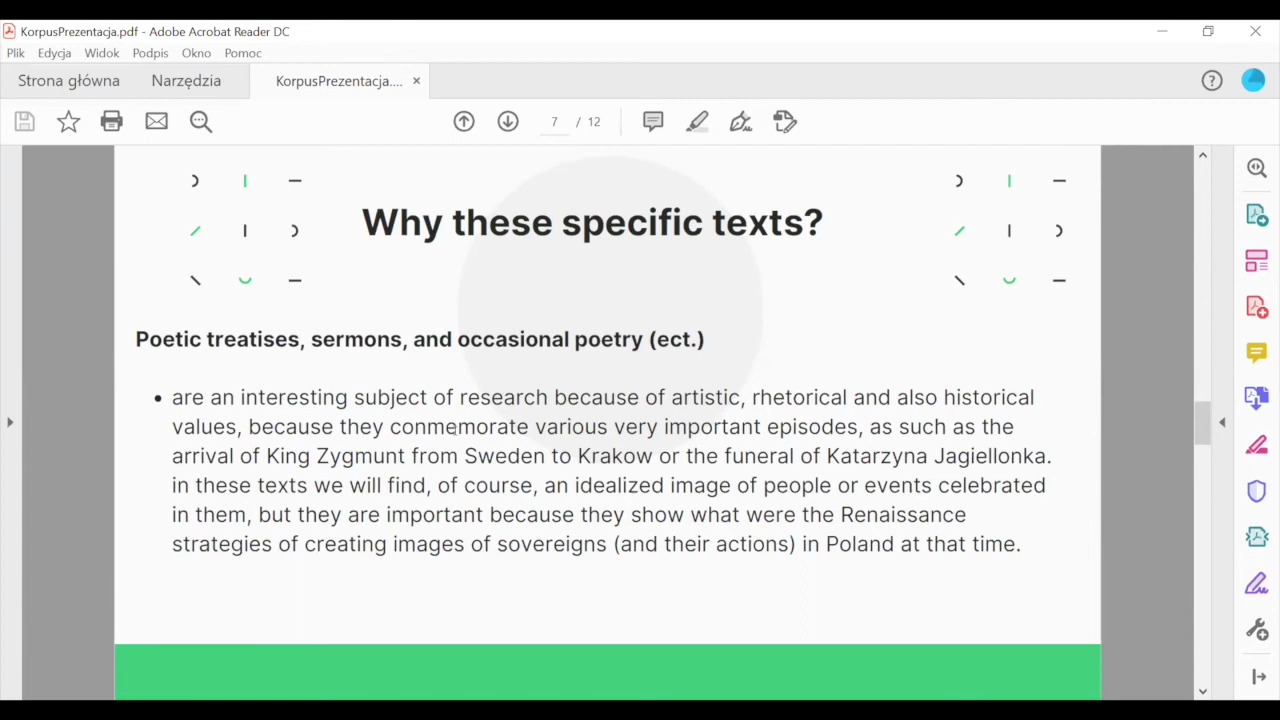 KorpusPrezentacja.pdf - Adobe Acrobat Reader DC
Plik Edycja Widok Podpis Okno Pomoc
Strona główna Narzędzia KorpusPrezentacja....
7 / 12
Why these specific texts?
Poetic treatises, sermons, and occasional poetry (ect.)
• are an interesting subject of research because of artistic, rhetorical and also historical
values, because they conmemorate various very important episodes, as such as the
arrival of King Zygmunt from Sweden to Krakow or the funeral of Katarzyna Jagiellonka.
in these texts we will find, of course, an idealized image of people or events celebrated
in them, but they are important because they show what were the Renaissance
strategies of creating images of sovereigns (and their actions) in Poland at that time.